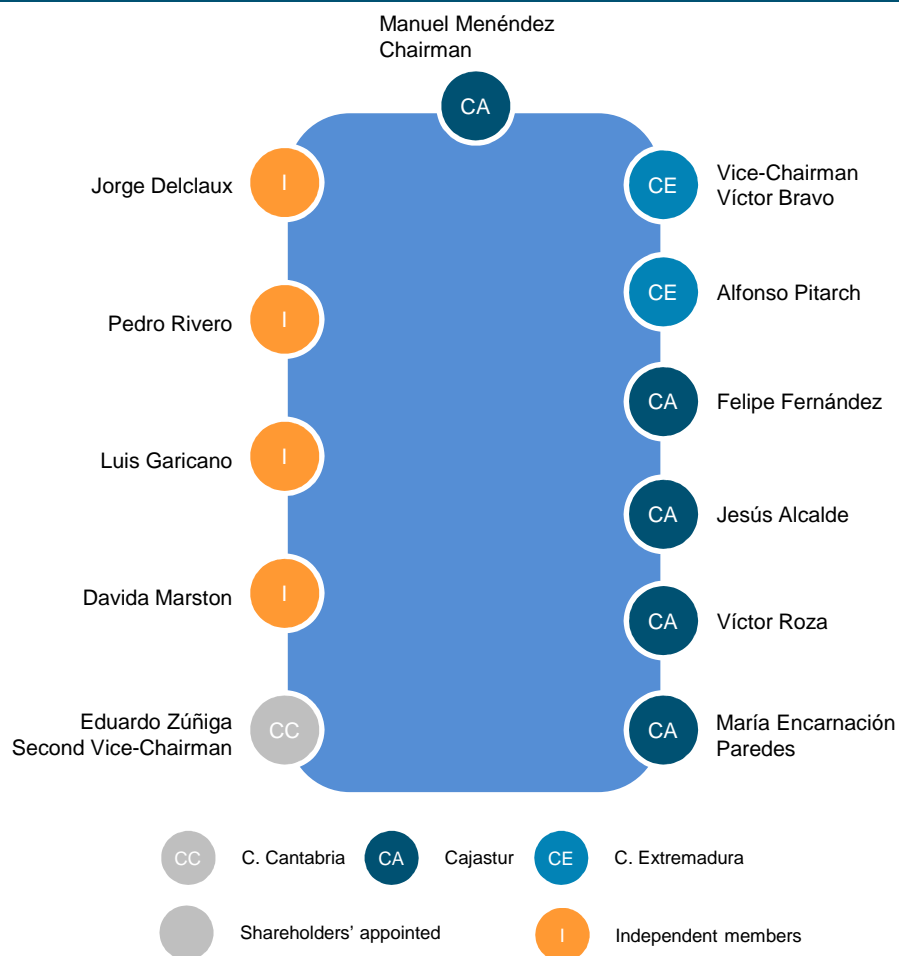 Manuel Menéndez
Chairman
CA
Jorge Delclaux
I
CE
Vice-Chairman
Víctor Bravo
Pedro Rivero
I
CE
Alfonso Pitarch
CA
Felipe Fernández
Luis Garicano
I
CA
Jesús Alcalde
Davida Marston
I
CA
Víctor Roza
Eduardo Zúñiga
Second Vice-Chairman
CC
CA
María Encarnación
Paredes
CC C. Cantabria CA Cajastur CE C. Extremadura
Shareholders’ appointed I Independent members